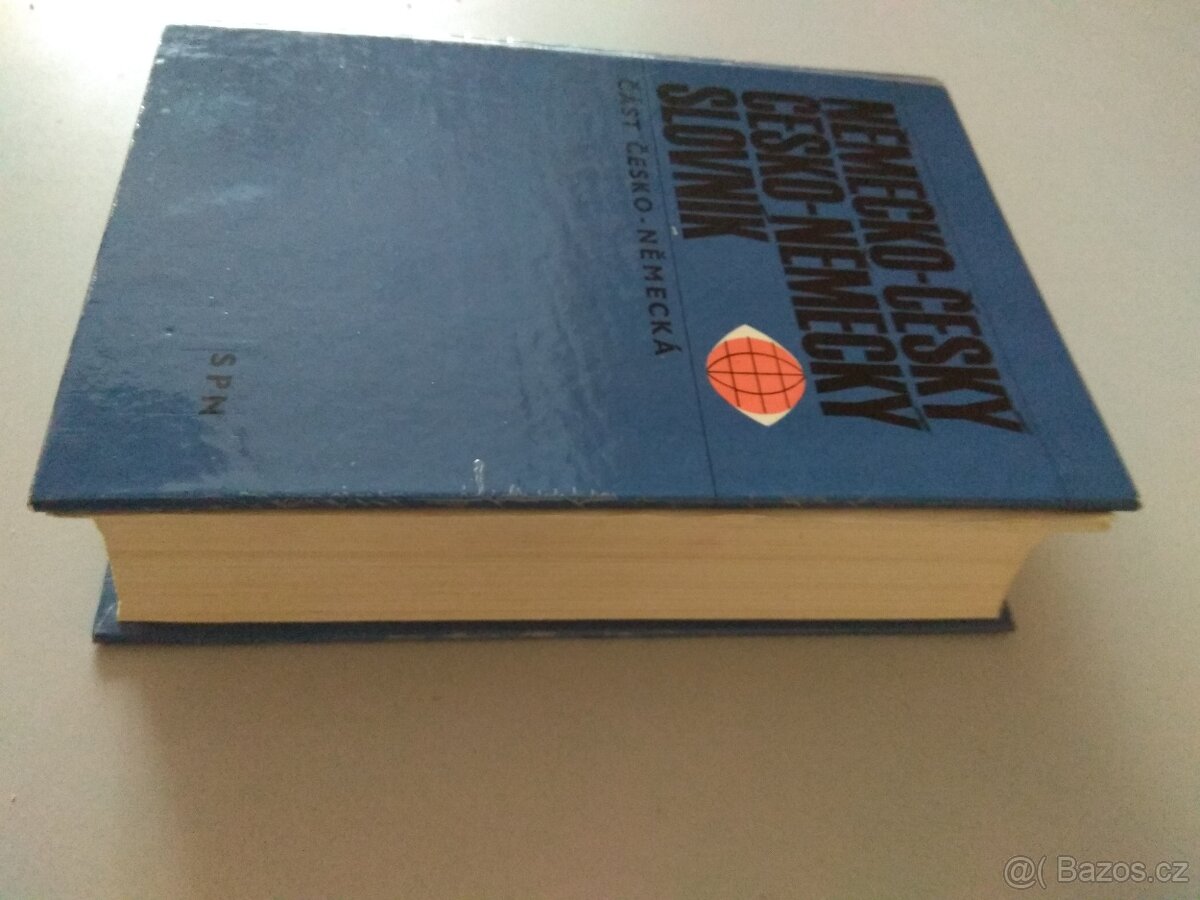 NĚMECKO-ČESKÝ
ČESKO-NĚMECKÝ
SLOVNÍK
ČÁST ČESKO-NĚMECKÁ
SPN
@( Bazos.cz